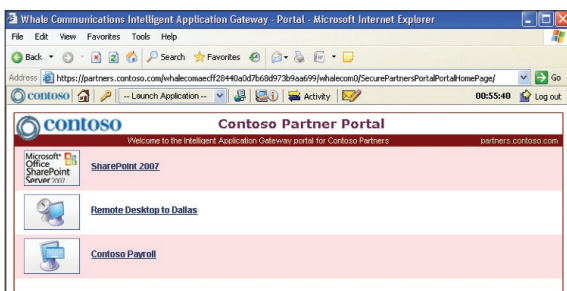 Whale Communications Intelligent Application Gateway - Portal - Microsoft Internet Explorer
File Edit View Favorites Tools Help
Back Search Favorites
Address https://partners.contoso.com/whalecomaecff28440a0d7b68d973b9aa699/whalecom0/SecurePartnersPortalPortalHomePage/ Go
contoso -- Launch Application -- Activity 00:55:40 Log out
contoso Contoso Partner Portal
Welcome to the Intelligent Application Gateway portal for Contoso Partners partners.contoso.com
Microsoft
Office
SharePoint
Server 2007
SharePoint 2007
Remote Desktop to Dallas
Contoso Payroll